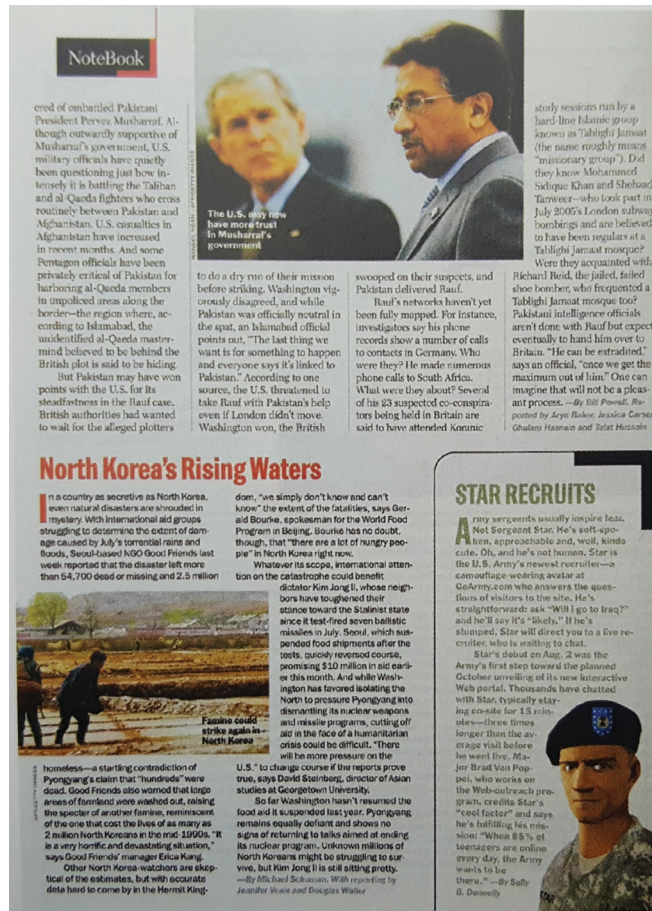 NoteBook
ered of embattled Pakistani
President Pervez Musharraf. Al-
though outwardly supportive of
Musharraf's government, U.S.
military officials have quietly
been questioning just how in-
tensely it is battling the Taliban
and al-Qaeda fighters who cross
routinely between Pakistan and
Afghanistan. U.S. casualties in
Afghanistan have increased
in recent months. And some
Pentagon officials have been
privately critical of Pakistan for
harboring al-Qaeda members
in unpoliced areas along the
border—the region where, ac-
cording to Islamabad, the
unidentified al-Qaeda master-
mind believed to be behind the
British plot is said to be hiding.
But Pakistan may have won
points with the U.S. for its
steadfastness in the Rauf case.
British authorities had wanted
to wait for the alleged plotters
The U.S. may now
have more trust
in Musharraf's
government
to do a dry run of their mission
before striking. Washington vig-
orously disagreed, and while
Pakistan was officially neutral in
the spat, an Islamabad official
points out, "The last thing we
want is for something to happen
and everyone says it's linked to
Pakistan." According to one
source, the U.S. threatened to
take Rauf with Pakistan's help
even if London didn't move.
Washington won, the British
swooped on their suspects, and
Pakistan delivered Rauf.
Rauf's networks haven't yet
been fully mapped. For instance,
investigators say his phone
records show a number of calls
to contacts in Germany. Who
were they? He made numerous
phone calls to South Africa.
What were they about? Several
of his 23 suspected co-conspira-
tors being held in Britain are
said to have attended Koranic
study sessions run by a
hard-line Islamic group
known as Tablighi Jamaat
(the name roughly means
"missionary group"). Did
they know Mohammed
Sidique Khan and Shehzad
Tanweer—who took part in
July 2005's London subway
bombings and are believed
to have been regulars at a
Tablighi Jamaat mosque?
Were they acquainted with
Richard Reid, the jailed, failed
shoe bomber, who frequented a
Tablighi Jamaat mosque too?
Pakistani intelligence officials
aren't done with Rauf but expect
eventually to hand him over to
Britain. "He can be extradited,"
says an official, "once we get the
maximum out of him." One can
imagine that will not be a pleas-
ant process. —By Bill Powell. Re-
ported by Aryn Baker, Jessica Carsen
Ghulam Hasnain and Talat Hussain
North Korea's Rising Waters
In a country as secretive as North Korea,
even natural disasters are shrouded in
mystery. With international aid groups
struggling to determine the extent of dam-
age caused by July's torrential rains and
floods, Seoul-based NGO Good Friends last
week reported that the disaster left more
than 54,700 dead or missing and 2.5 million
Famine could
strike again in
North Korea
homeless—a startling contradiction of
Pyongyang's claim that "hundreds" were
dead. Good Friends also warned that large
areas of farmland were washed out, raising
the specter of another famine, reminiscent
of the one that cost the lives of as many as
2 million North Koreans in the mid-1990s. "It
is a very horrific and devastating situation,"
says Good Friends' manager Erica Kang.
Other North Korea-watchers are skep-
tical of the estimates, but with accurate
data hard to come by in the Hermit King-
dom, "we simply don't know and can't
know" the extent of the fatalities, says Ger-
ald Bourke, spokesman for the World Food
Program in Beijing. Bourke has no doubt,
though, that "there are a lot of hungry peo-
ple" in North Korea right now.
Whatever its scope, international atten-
tion on the catastrophe could benefit
dictator Kim Jong Il, whose neigh-
bors have toughened their
stance toward the Stalinist state
since it test-fired seven ballistic
missiles in July. Seoul, which sus-
pended food shipments after the
tests, quickly reversed course,
promising $10 million in aid earli-
er this month. And while Wash-
ington has favored isolating the
North to pressure Pyongyang into
dismantling its nuclear weapons
and missile programs, cutting off
aid in the face of a humanitarian
crisis could be difficult. "There
will be more pressure on the
U.S." to change course if the reports prove
true, says David Steinberg, director of Asian
studies at Georgetown University.
So far Washington hasn't resumed the
food aid it suspended last year. Pyongyang
remains equally defiant and shows no
signs of returning to talks aimed at ending
its nuclear program. Unknown millions of
North Koreans might be struggling to sur-
vive, but Kim Jong Il is still sitting pretty.
—By Michael Schuman. With reporting by
Jennifer Veale and Douglas Waller
STAR RECRUITS
Army sergeants usually inspire fear.
Not Sergeant Star. He's soft-spo-
ken, approachable and, well, kinda
cute. Oh, and he's not human. Star is
the U.S. Army's newest recruiter—a
camouflage-wearing avatar at
GoArmy.com who answers the ques-
tions of visitors to the site. He's
straightforward: ask "Will I go to Iraq?"
and he'll say it's "likely." If he's
stumped, Star will direct you to a live re-
cruiter, who is waiting to chat.
Star's debut on Aug. 2 was the
Army's first step toward the planned
October unveiling of its new interactive
Web portal. Thousands have chatted
with Star, typically stay-
ing on-site for 15 min-
utes—three times
longer than the av-
erage visit before
he went live. Ma-
jor Brad Van Pop-
pel, who works on
the Web-outreach pro-
gram, credits Star's
"cool factor" and says
he's fulfilling his mis-
sion: "When 85% of
teenagers are online
every day, the Army
wants to be
there." —By Sally
B. Donnelly
STAR